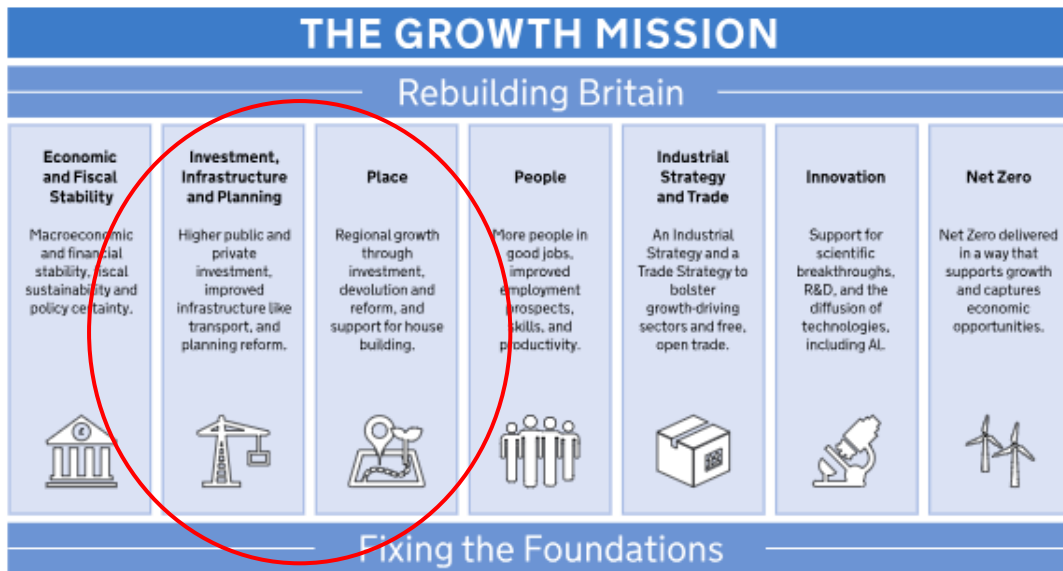 THE GROWTH MISSION
Rebuilding Britain
Economic
and Fiscal
Stability
Macroeconomic
and financial
stability, fiscal
sustainability and
policy certainty.
Investment,
Infrastructure
and Planning
Higher public and
private
investment,
improved
infrastructure like
transport, and
planning reform.
Place
Regional growth
through
investment,
devolution and
reform, and
support for house
building.
People
More people in
good jobs,
improved
employment
prospects,
skills, and
productivity.
Industrial
Strategy
and Trade
An Industrial
Strategy and a
Trade Strategy to
bolster
growth-driving
sectors and free,
open trade.
Innovation
Support for
scientific
breakthroughs,
R&D, and the
diffusion of
technologies,
including AI.
Net Zero
Net Zero delivered
in a way that
supports growth
and captures
economic
opportunities.
£
Fixing the Foundations